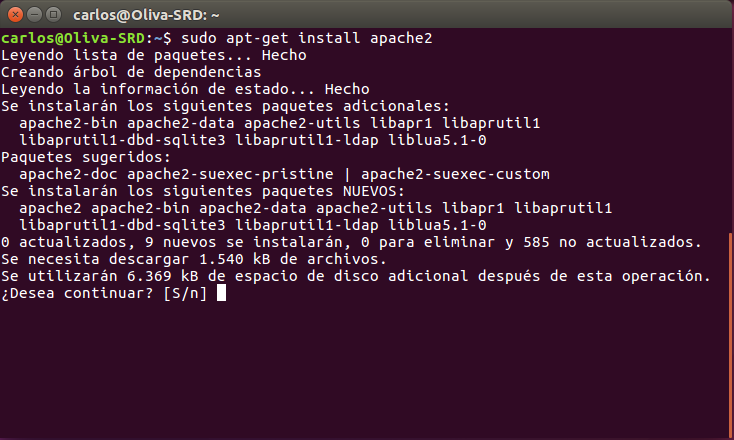 carlos@Oliva-SRD: ~
carlos@Oliva-SRD:~$ sudo apt-get install apache2
Leyendo lista de paquetes... Hecho
Creando árbol de dependencias
Leyendo la información de estado... Hecho
Se instalarán los siguientes paquetes adicionales:
  apache2-bin apache2-data apache2-utils libapr1 libaprutil1
  libaprutil1-dbd-sqlite3 libaprutil1-ldap liblua5.1-0
Paquetes sugeridos:
  apache2-doc apache2-suexec-pristine | apache2-suexec-custom
Se instalarán los siguientes paquetes NUEVOS:
  apache2 apache2-bin apache2-data apache2-utils libapr1 libaprutil1
  libaprutil1-dbd-sqlite3 libaprutil1-ldap liblua5.1-0
0 actualizados, 9 nuevos se instalarán, 0 para eliminar y 585 no actualizados.
Se necesita descargar 1.540 kB de archivos.
Se utilizarán 6.369 kB de espacio de disco adicional después de esta operación.
¿Desea continuar? [S/n]